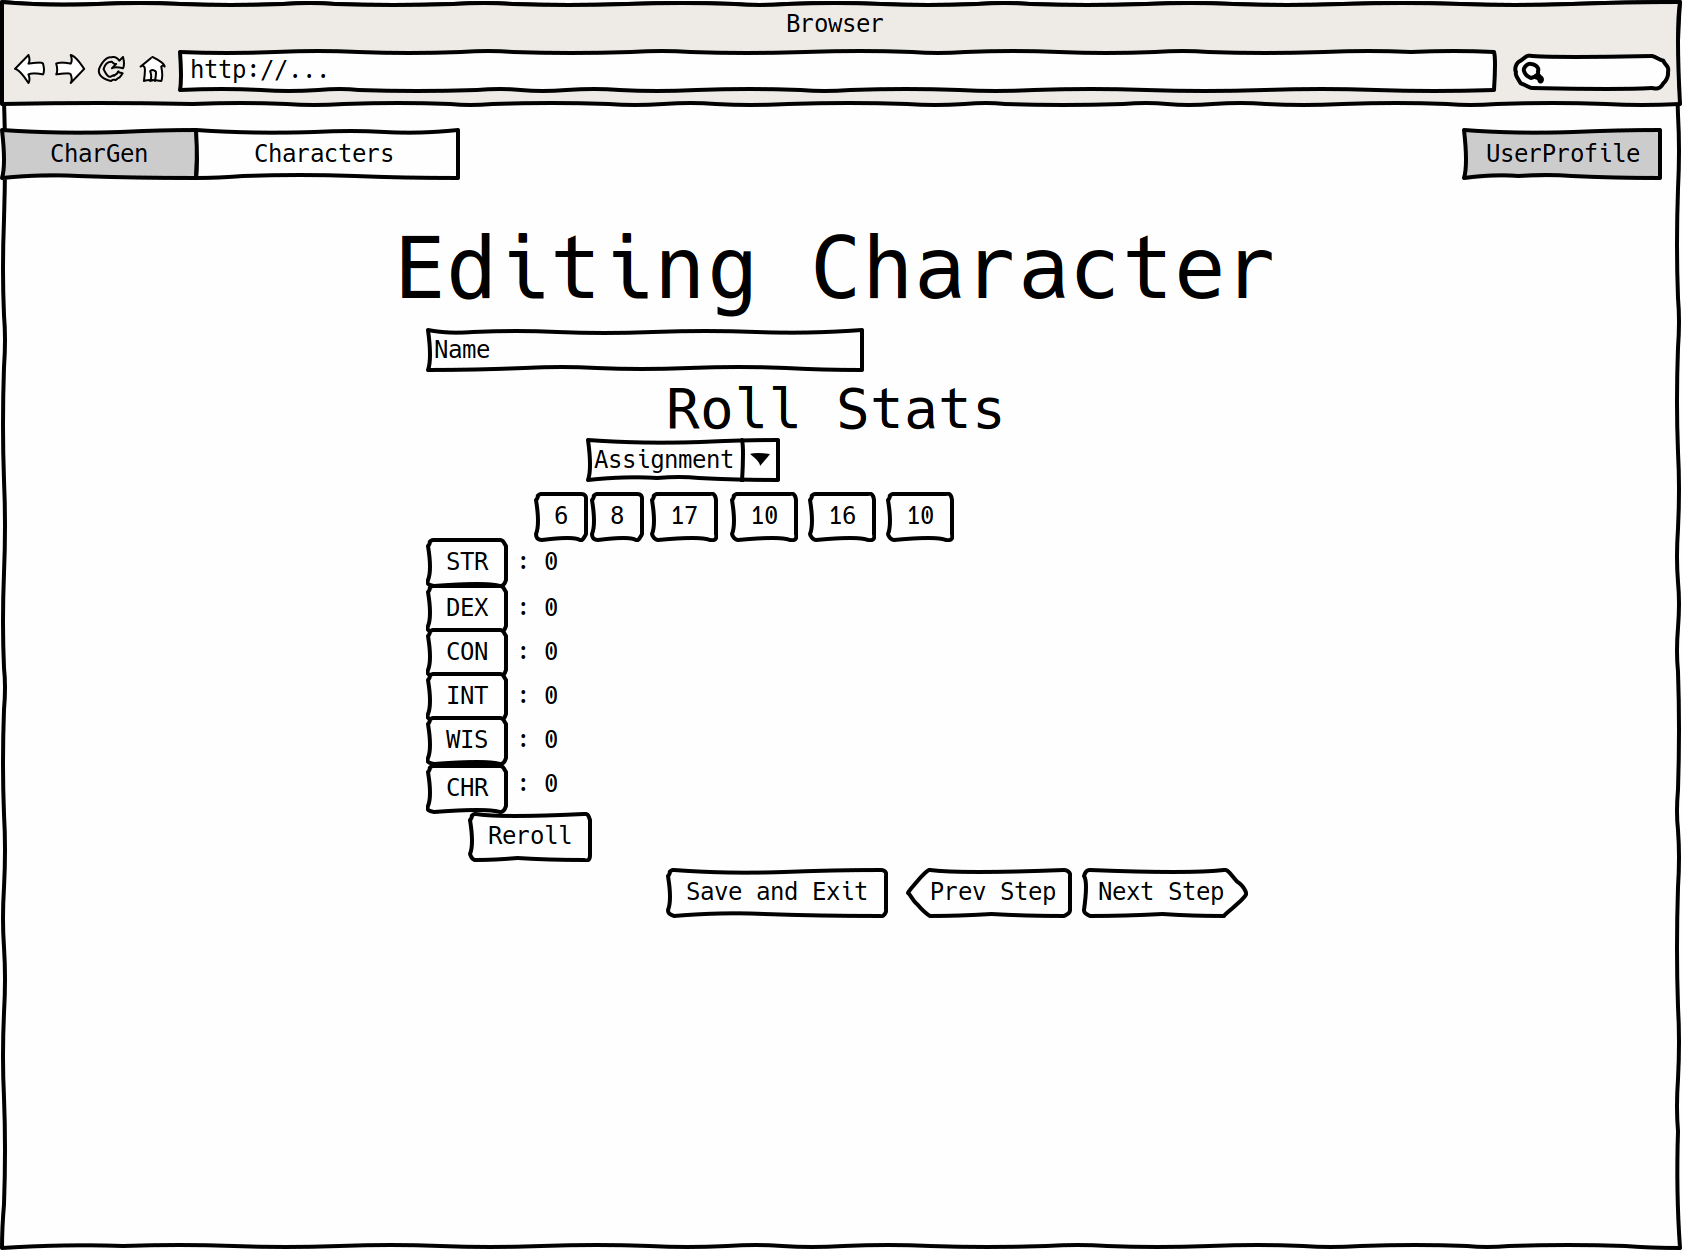 Browser
http://...
CharGen Characters UserProfile
Editing Character
Name
Roll Stats
Assignment
6 8 17 10 16 10
STR : 0
DEX : 0
CON : 0
INT : 0
WIS : 0
CHR : 0
Reroll
Save and Exit Prev Step Next Step